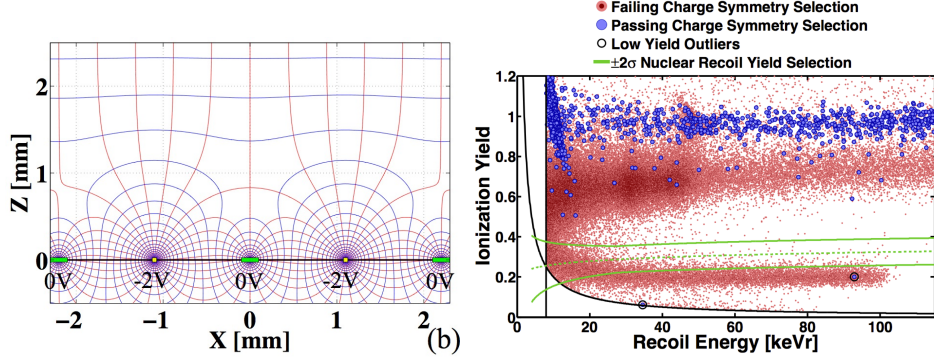 Z [mm]
2
1
0
0V
-2V
0V
-2V
0V
−2
−1
0
1
2
X [mm]
(b)
Failing Charge Symmetry Selection
Passing Charge Symmetry Selection
Low Yield Outliers
±2σ Nuclear Recoil Yield Selection
Ionization Yield
1.2
1
0.8
0.6
0.4
0.2
0
0
20
40
60
80
100
Recoil Energy [keVr]